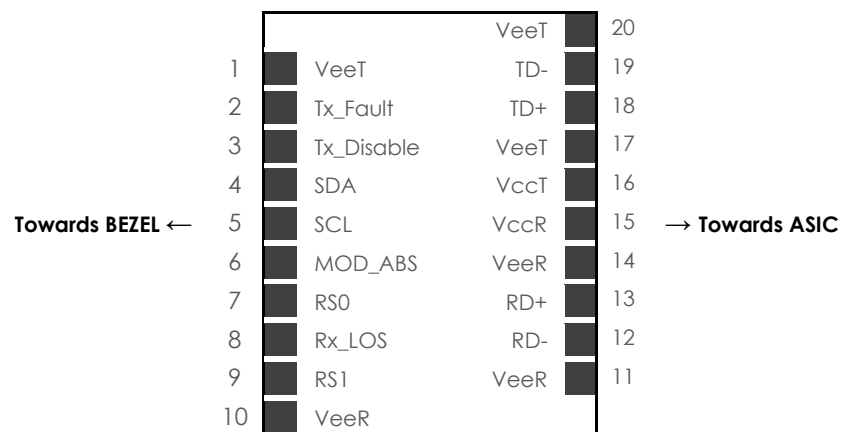 VeeT 20
1 VeeT TD- 19
2 Tx_Fault TD+ 18
3 Tx_Disable VeeT 17
4 SDA VccT 16
Towards BEZEL ← 5 SCL VccR 15 → Towards ASIC
6 MOD_ABS VeeR 14
7 RS0 RD+ 13
8 Rx_LOS RD- 12
9 RS1 VeeR 11
10 VeeR